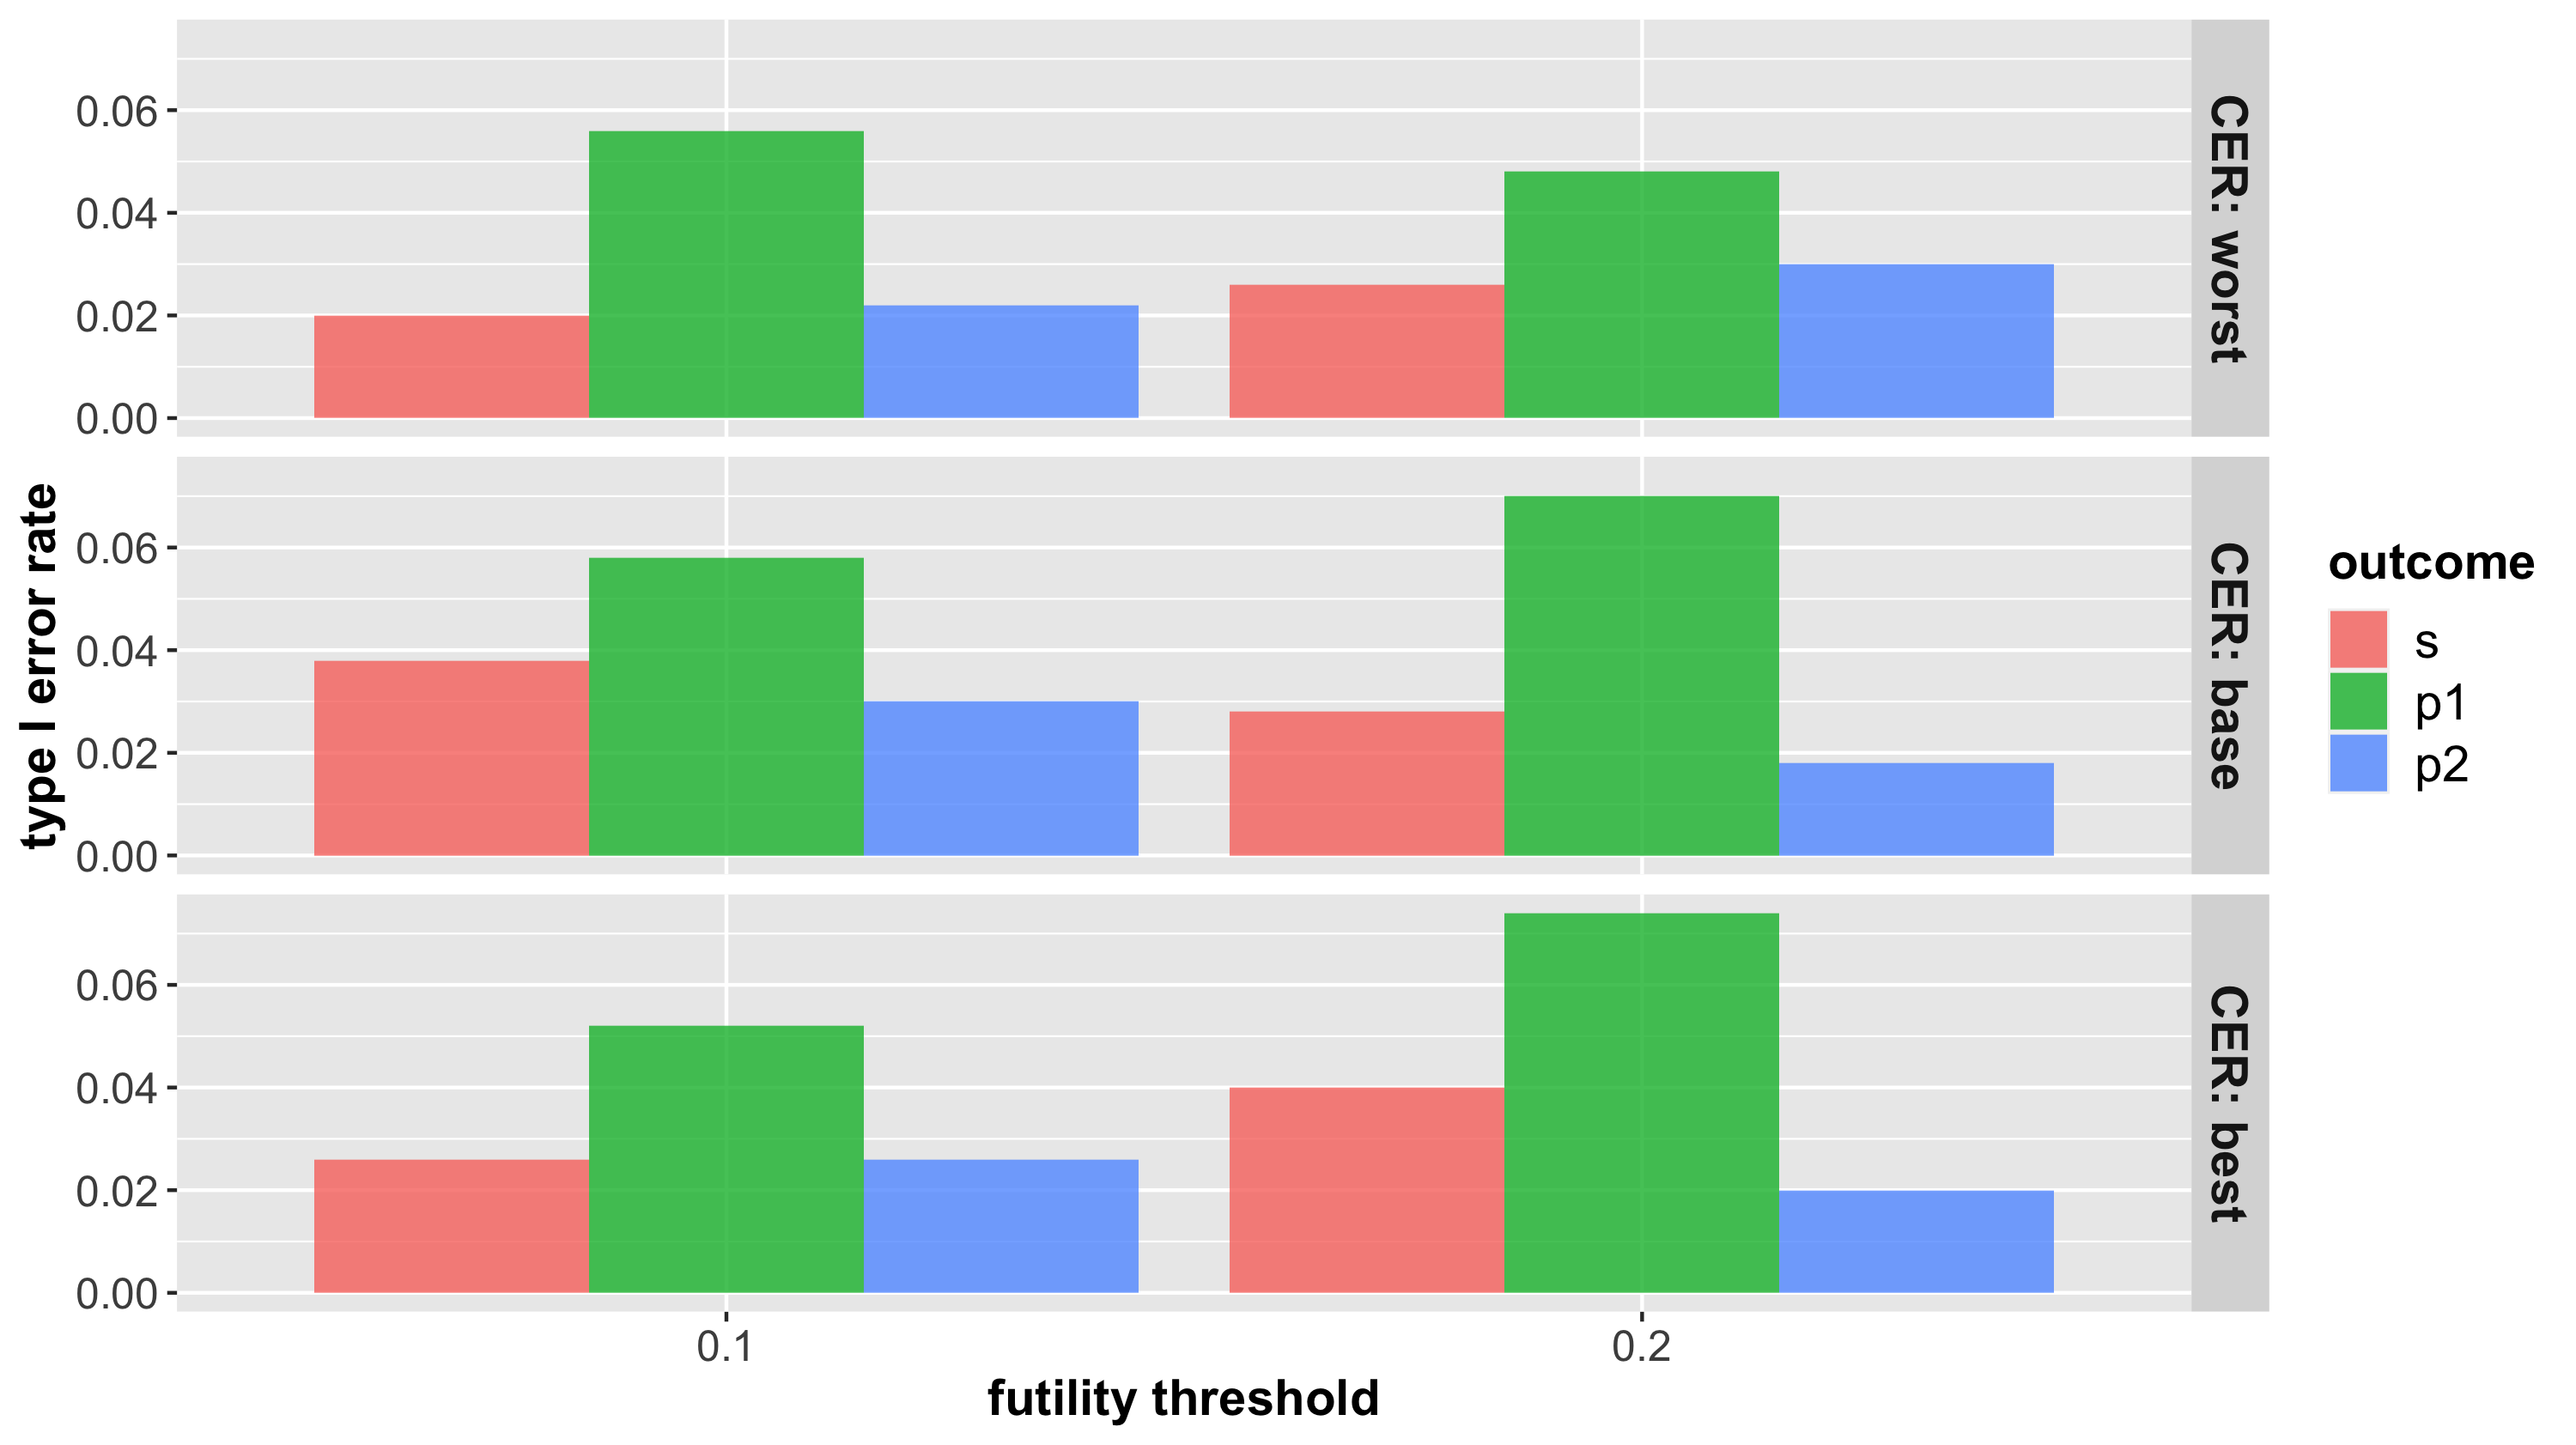 0.06
0.04
0.02
0.00
CER: worst
type I error rate
0.06
0.04
0.02
0.00
CER: base
0.06
0.04
0.02
0.00
CER: best
0.1
0.2
futility threshold
outcome
s
p1
p2